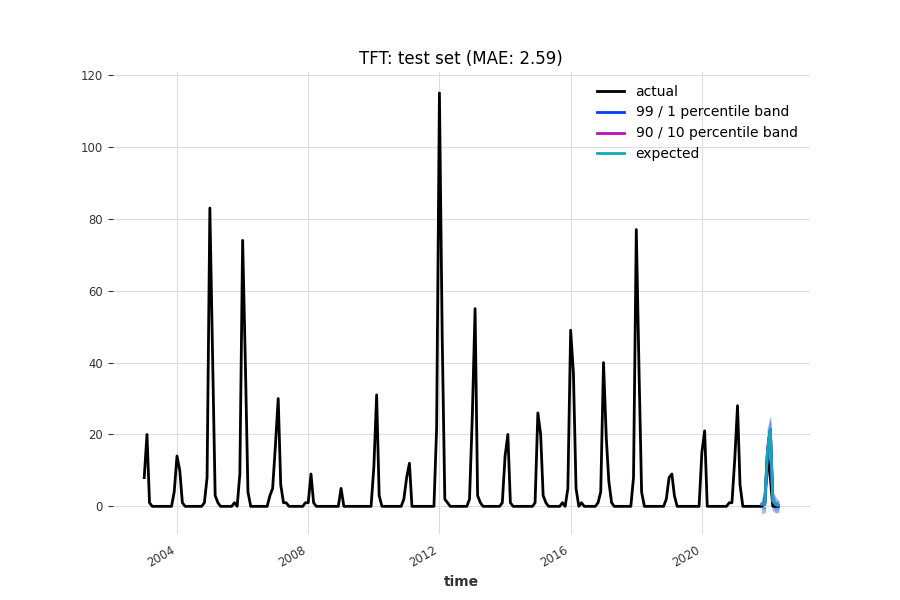 TFT: test set (MAE: 2.59)
actual
99 / 1 percentile band
90 / 10 percentile band
expected
120
100
80
60
40
20
0
2004
2008
2012
2016
2020
time